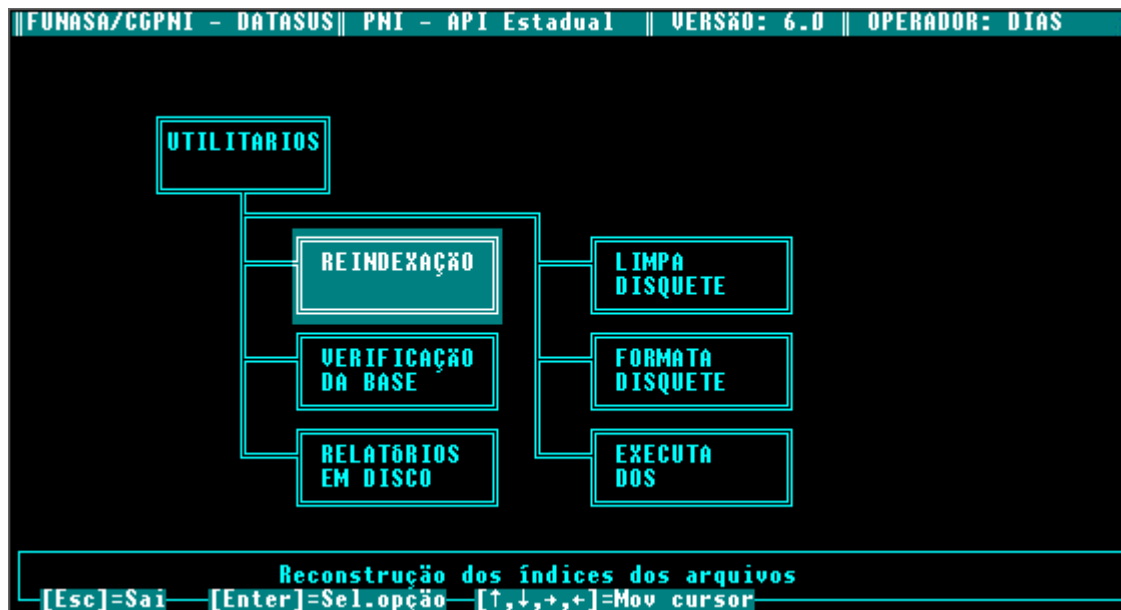 FUNASA/CGPNI - DATASUS PNI - API Estadual VERSÃO: 6.0 OPERADOR: DIAS
UTILITARIOS
REINDEXAÇÃO
LIMPA
DISQUETE
VERIFICAÇÃO
DA BASE
FORMATA
DISQUETE
RELATÓRIOS
EM DISCO
EXECUTA
DOS
Reconstrução dos índices dos arquivos
[Esc]=Sai [Enter]=Sel.opção [↑,↓,→,←]=Mov cursor